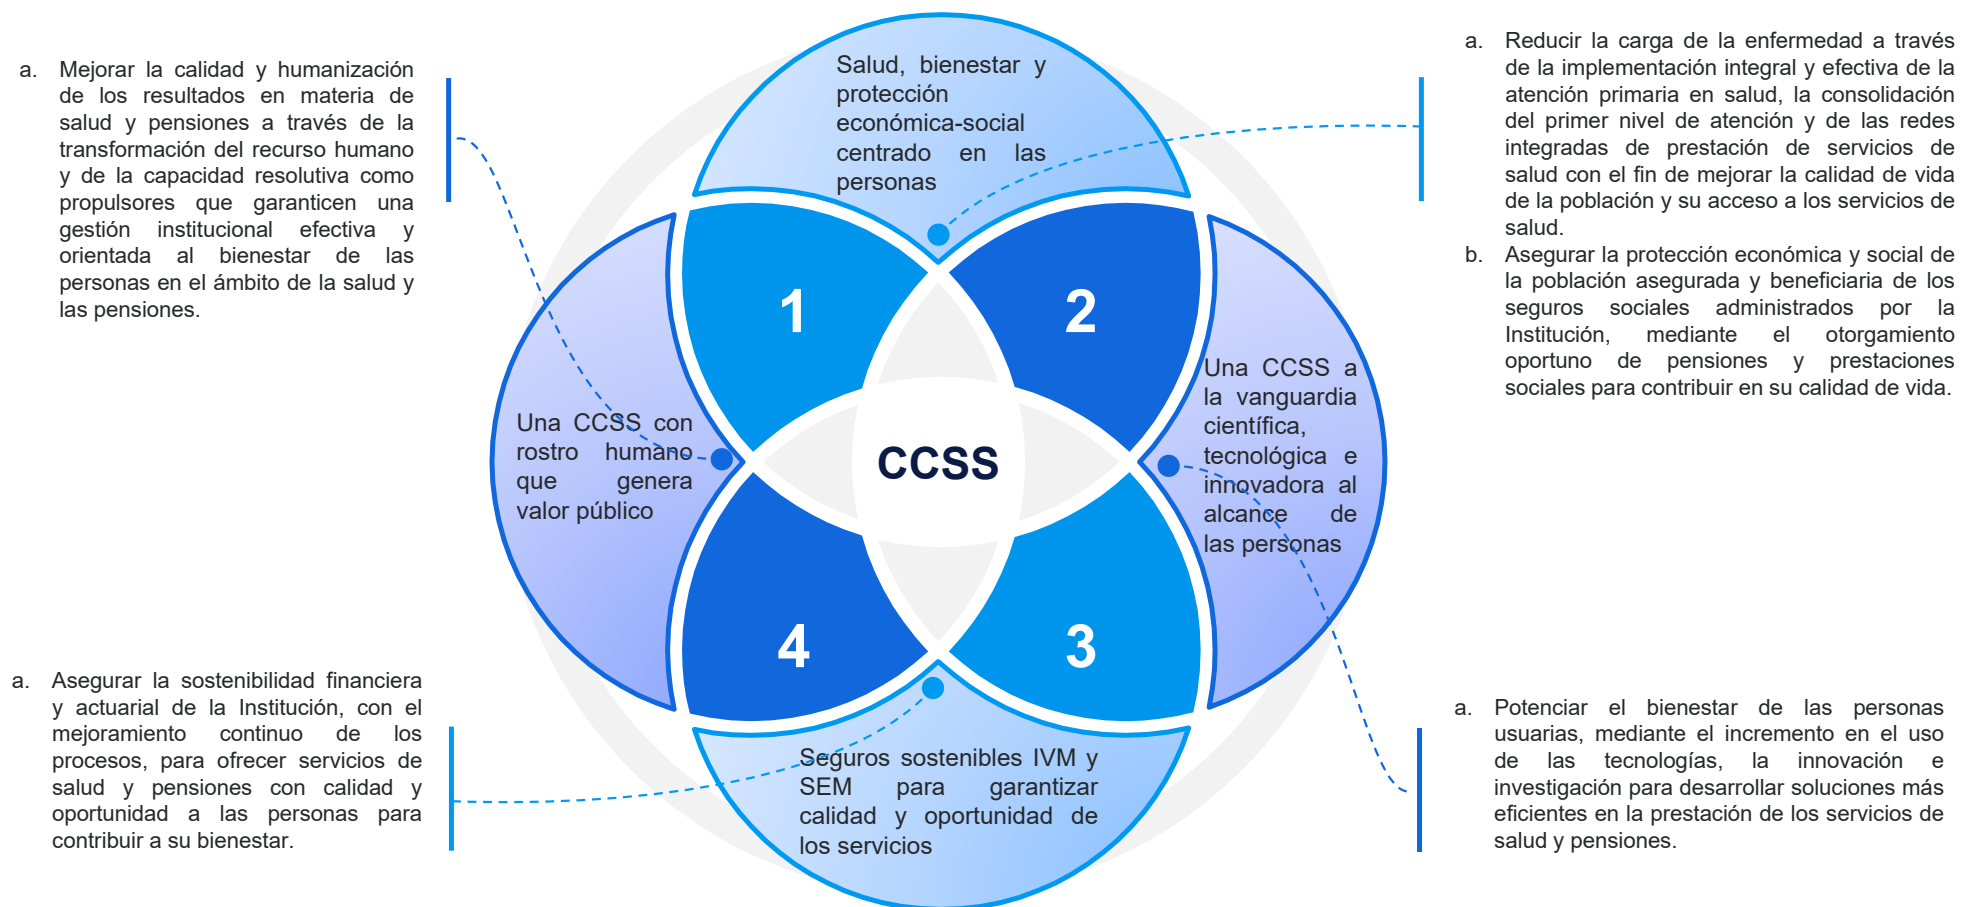 a. Mejorar la calidad y humanización
de los resultados en materia de
salud y pensiones a través de la
transformación del recurso humano
y de la capacidad resolutiva como
propulsores que garanticen una
gestión institucional efectiva y
orientada al bienestar de las
personas en el ámbito de la salud y
las pensiones.
Salud, bienestar y
protección
económica-social
centrado en las
personas
a. Reducir la carga de la enfermedad a través
de la implementación integral y efectiva de la
atención primaria en salud, la consolidación
del primer nivel de atención y de las redes
integradas de prestación de servicios de
salud con el fin de mejorar la calidad de vida
de la población y su acceso a los servicios de
salud.
b. Asegurar la protección económica y social de
la población asegurada y beneficiaria de los
seguros sociales administrados por la
Institución, mediante el otorgamiento
oportuno de pensiones y prestaciones
sociales para contribuir en su calidad de vida.
1
2
Una CCSS con
rostro humano
que genera
valor público
CCSS
Una CCSS a
la vanguardia
científica,
tecnológica e
innovadora al
alcance de
las personas
4
3
a. Asegurar la sostenibilidad financiera
y actuarial de la Institución, con el
mejoramiento continuo de los
procesos, para ofrecer servicios de
salud y pensiones con calidad y
oportunidad a las personas para
contribuir a su bienestar.
Seguros sostenibles IVM y
SEM para garantizar
calidad y oportunidad de
los servicios
a. Potenciar el bienestar de las personas
usuarias, mediante el incremento en el uso
de las tecnologías, la innovación e
investigación para desarrollar soluciones más
eficientes en la prestación de los servicios de
salud y pensiones.